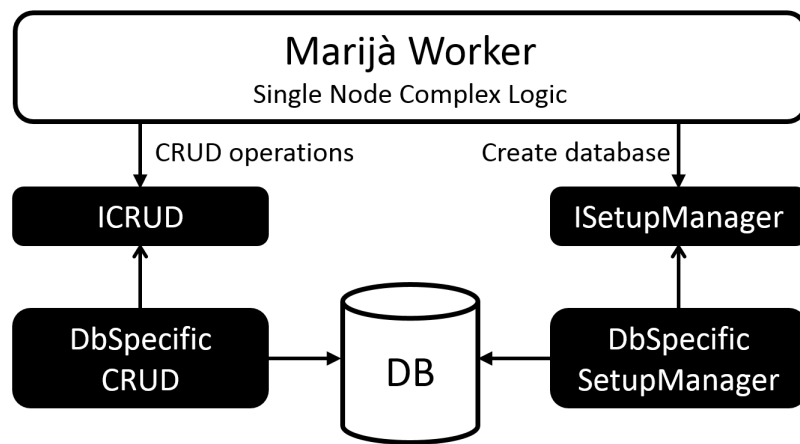 Marijà Worker
Single Node Complex Logic
CRUD operations
Create database
ICRUD
ISetupManager
DbSpecific
CRUD
DB
DbSpecific
SetupManager